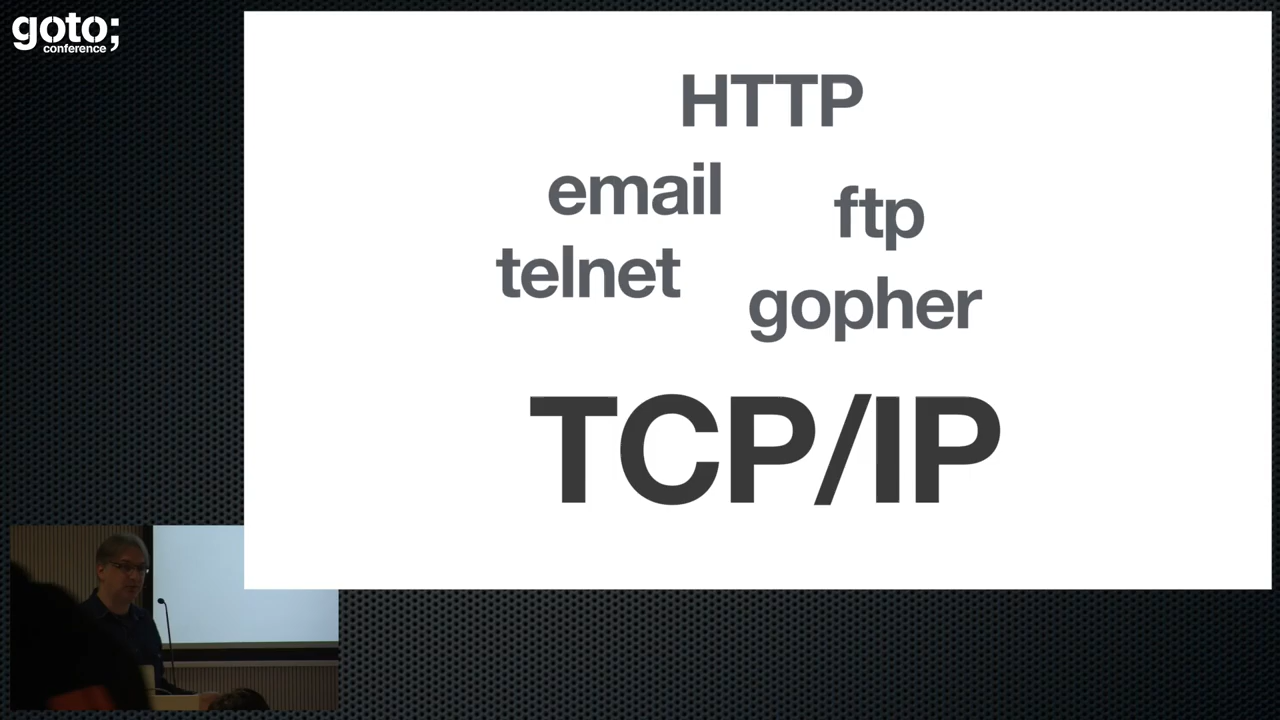 goto;
conference
HTTP
email
ftp
telnet
gopher
TCP/IP